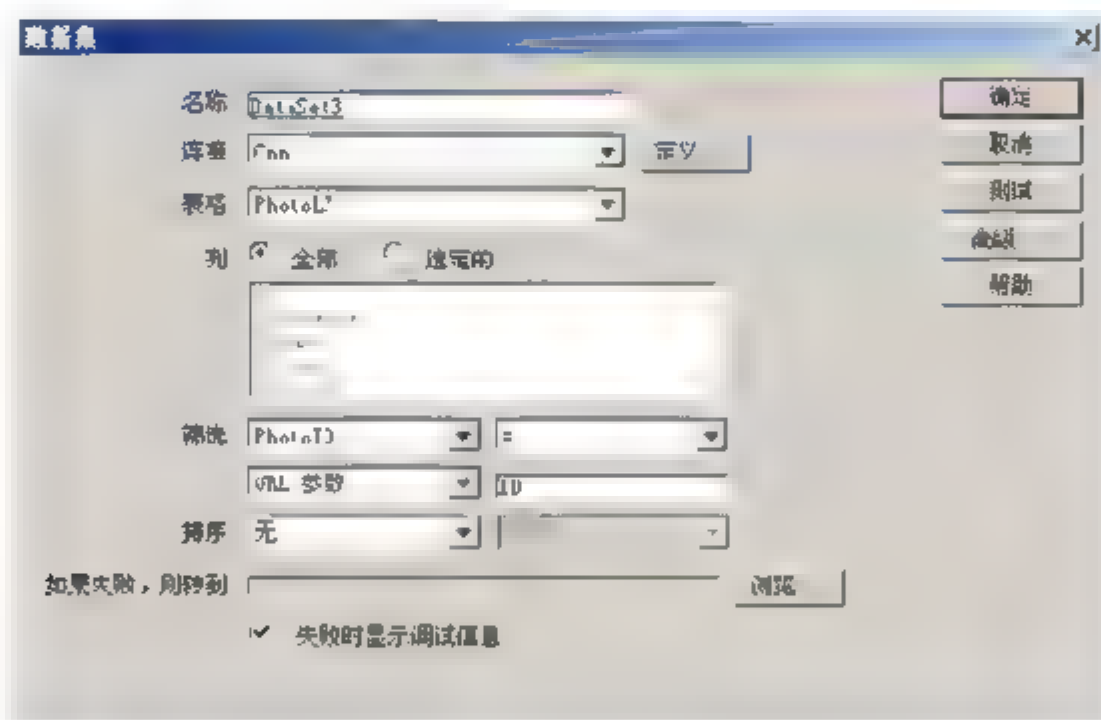 数据集
名称 DataSet3 确定
连接 Cnn 定义 取消
表格 测试
列 全部 选定的 高级
帮助
筛选 PhotoID =
URL 参数 ID
排序 无
如果失败，则转到 浏览
失败时显示调试信息